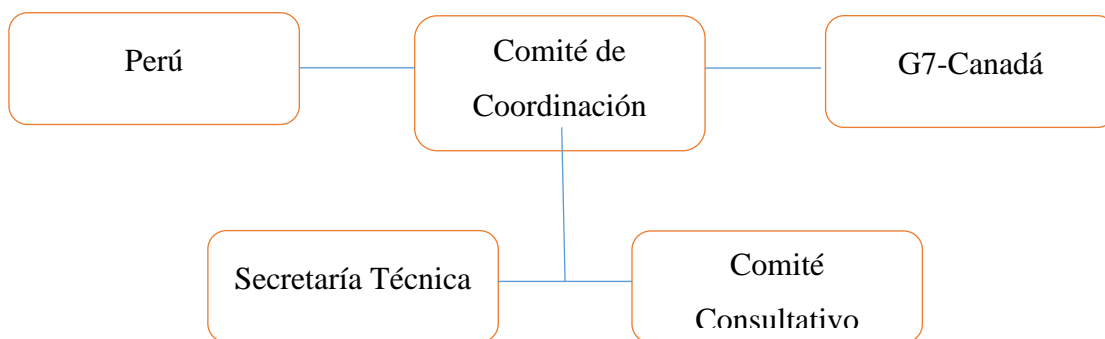 Perú
Comité de
Coordinación
G7-Canadá
Secretaría Técnica
Comité
Consultativo